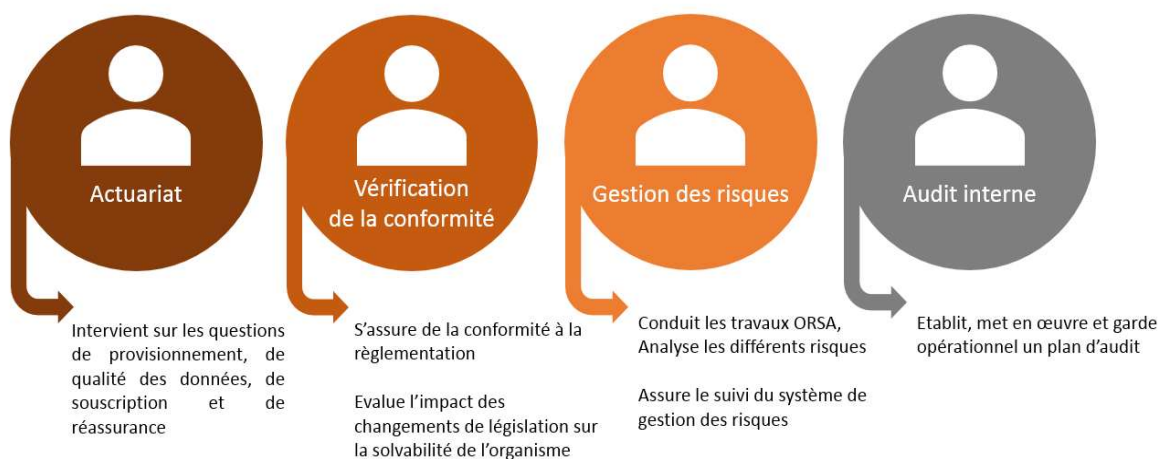 Actuariat
Vérification
de la conformité
Gestion des risques
Audit interne
Intervient sur les questions
de provisionnement, de
qualité des données, de
souscription et de
réassurance
S’assure de la conformité à la
règlementation
Evalue l’impact des
changements de législation sur
la solvabilité de l’organisme
Conduit les travaux ORSA,
Analyse les différents risques
Assure le suivi du système de
gestion des risques
Etablit, met en œuvre et garde
opérationnel un plan d’audit